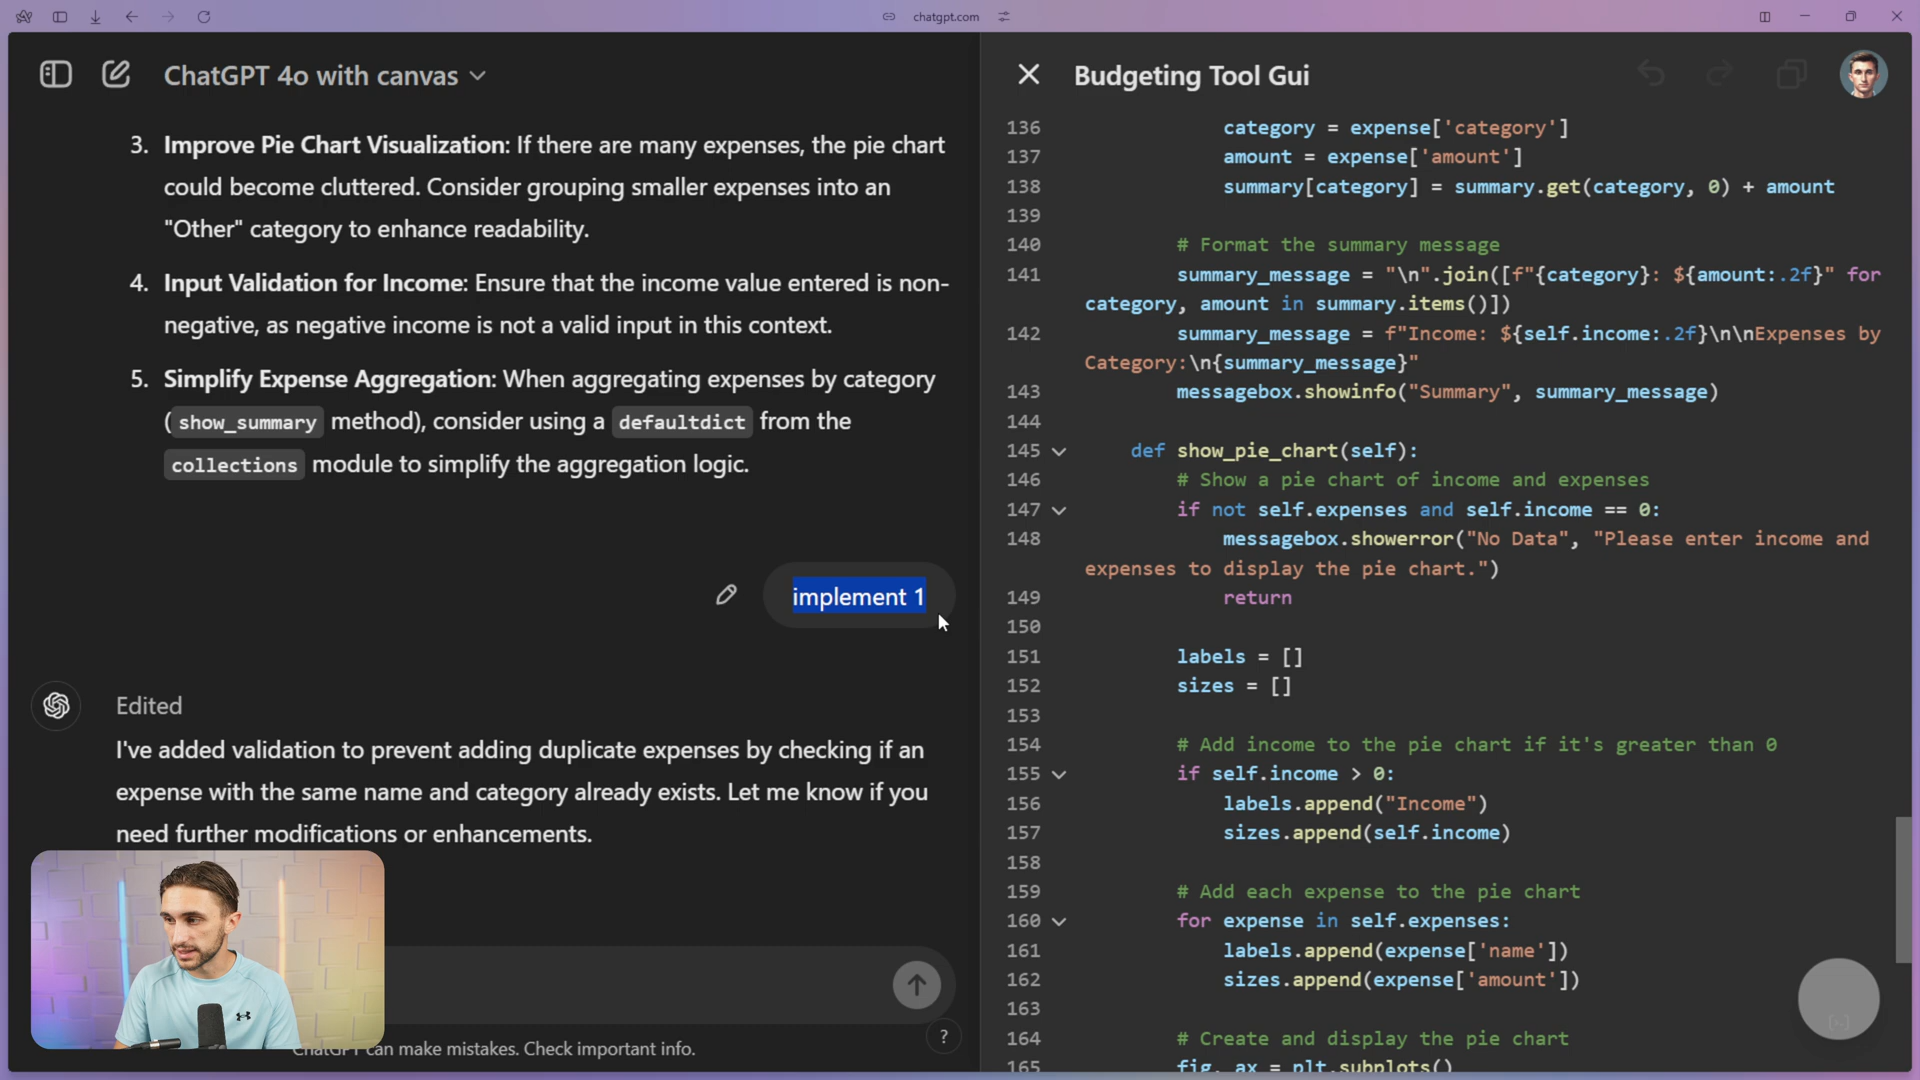 chatgpt.com
ChatGPT 4o with canvas
3. Improve Pie Chart Visualization: If there are many expenses, the pie chart
could become cluttered. Consider grouping smaller expenses into an
"Other" category to enhance readability.
4. Input Validation for Income: Ensure that the income value entered is non-
negative, as negative income is not a valid input in this context.
5. Simplify Expense Aggregation: When aggregating expenses by category
(show_summary method), consider using a defaultdict from the
collections module to simplify the aggregation logic.
implement 1
Edited
I've added validation to prevent adding duplicate expenses by checking if an
expense with the same name and category already exists. Let me know if you
need further modifications or enhancements.
ChatGPT can make mistakes. Check important info.
?
Budgeting Tool Gui
136 category = expense['category']
137 amount = expense['amount']
138 summary[category] = summary.get(category, 0) + amount
139
140 # Format the summary message
141 summary_message = "\n".join([f"{category}: ${amount:.2f}" for
category, amount in summary.items()])
142 summary_message = f"Income: ${self.income:.2f}\n\nExpenses by
Category:\n{summary_message}"
143 messagebox.showinfo("Summary", summary_message)
144
145 def show_pie_chart(self):
146 # Show a pie chart of income and expenses
147 if not self.expenses and self.income == 0:
148 messagebox.showerror("No Data", "Please enter income and
expenses to display the pie chart.")
149 return
150
151 labels = []
152 sizes = []
153
154 # Add income to the pie chart if it's greater than 0
155 if self.income > 0:
156 labels.append("Income")
157 sizes.append(self.income)
158
159 # Add each expense to the pie chart
160 for expense in self.expenses:
161 labels.append(expense['name'])
162 sizes.append(expense['amount'])
163
164 # Create and display the pie chart
165 fig, ax = plt.subplots()